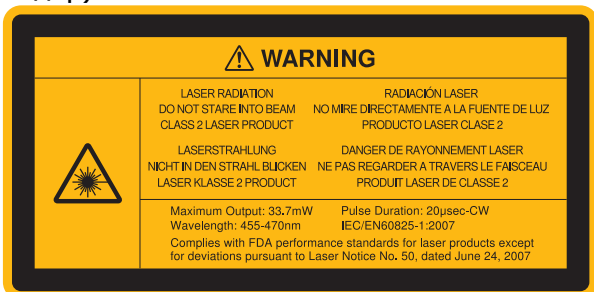 WARNING
LASER RADIATION
DO NOT STARE INTO BEAM
CLASS 2 LASER PRODUCT
RADIACIÓN LASER
NO MIRE DIRECTAMENTE A LA FUENTE DE LUZ
PRODUCTO LASER CLASE 2
LASERSTRAHLUNG
NICHT IN DEN STRAHL BLICKEN
LASER KLASSE 2 PRODUCT
DANGER DE RAYONNEMENT LASER
NE PAS REGARDER A TRAVERS LE FAISCEAU
PRODUIT LASER DE CLASSE 2
Maximum Output: 33.7mW
Wavelength: 455-470nm
Pulse Duration: 20µsec-CW
IEC/EN60825-1:2007
Complies with FDA performance standards for laser products except
for deviations pursuant to Laser Notice No. 50, dated June 24, 2007